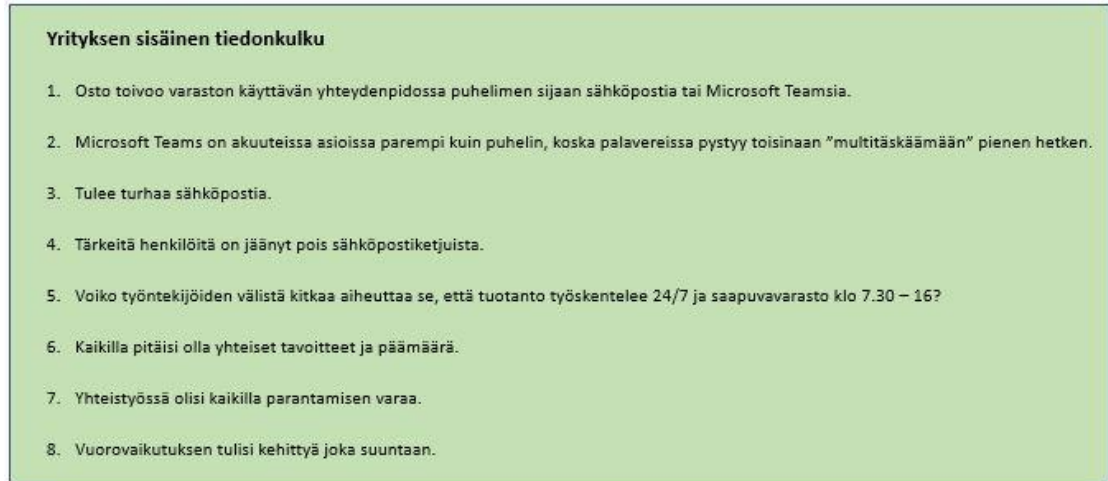 Yrityksen sisäinen tiedonkulku
1. Osto toivoo varaston käyttävän yhteydenpidossa puhelimen sijaan sähköpostia tai Microsoft Teamsia.
2. Microsoft Teams on akuuteissa asioissa parempi kuin puhelin, koska palavereissa pystyy toisinaan ”multitäskäämään” pienen hetken.
3. Tulee turhaa sähköpostia.
4. Tärkeitä henkilöitä on jäänyt pois sähköpostiketjuista.
5. Voiko työntekijöiden välistä kitkaa aiheuttaa se, että tuotanto työskentelee 24/7 ja saapuvavarasto klo 7.30 – 16?
6. Kaikilla pitäisi olla yhteiset tavoitteet ja päämäärä.
7. Yhteistyössä olisi kaikilla parantamisen varaa.
8. Vuorovaikutuksen tulisi kehittyä joka suuntaan.